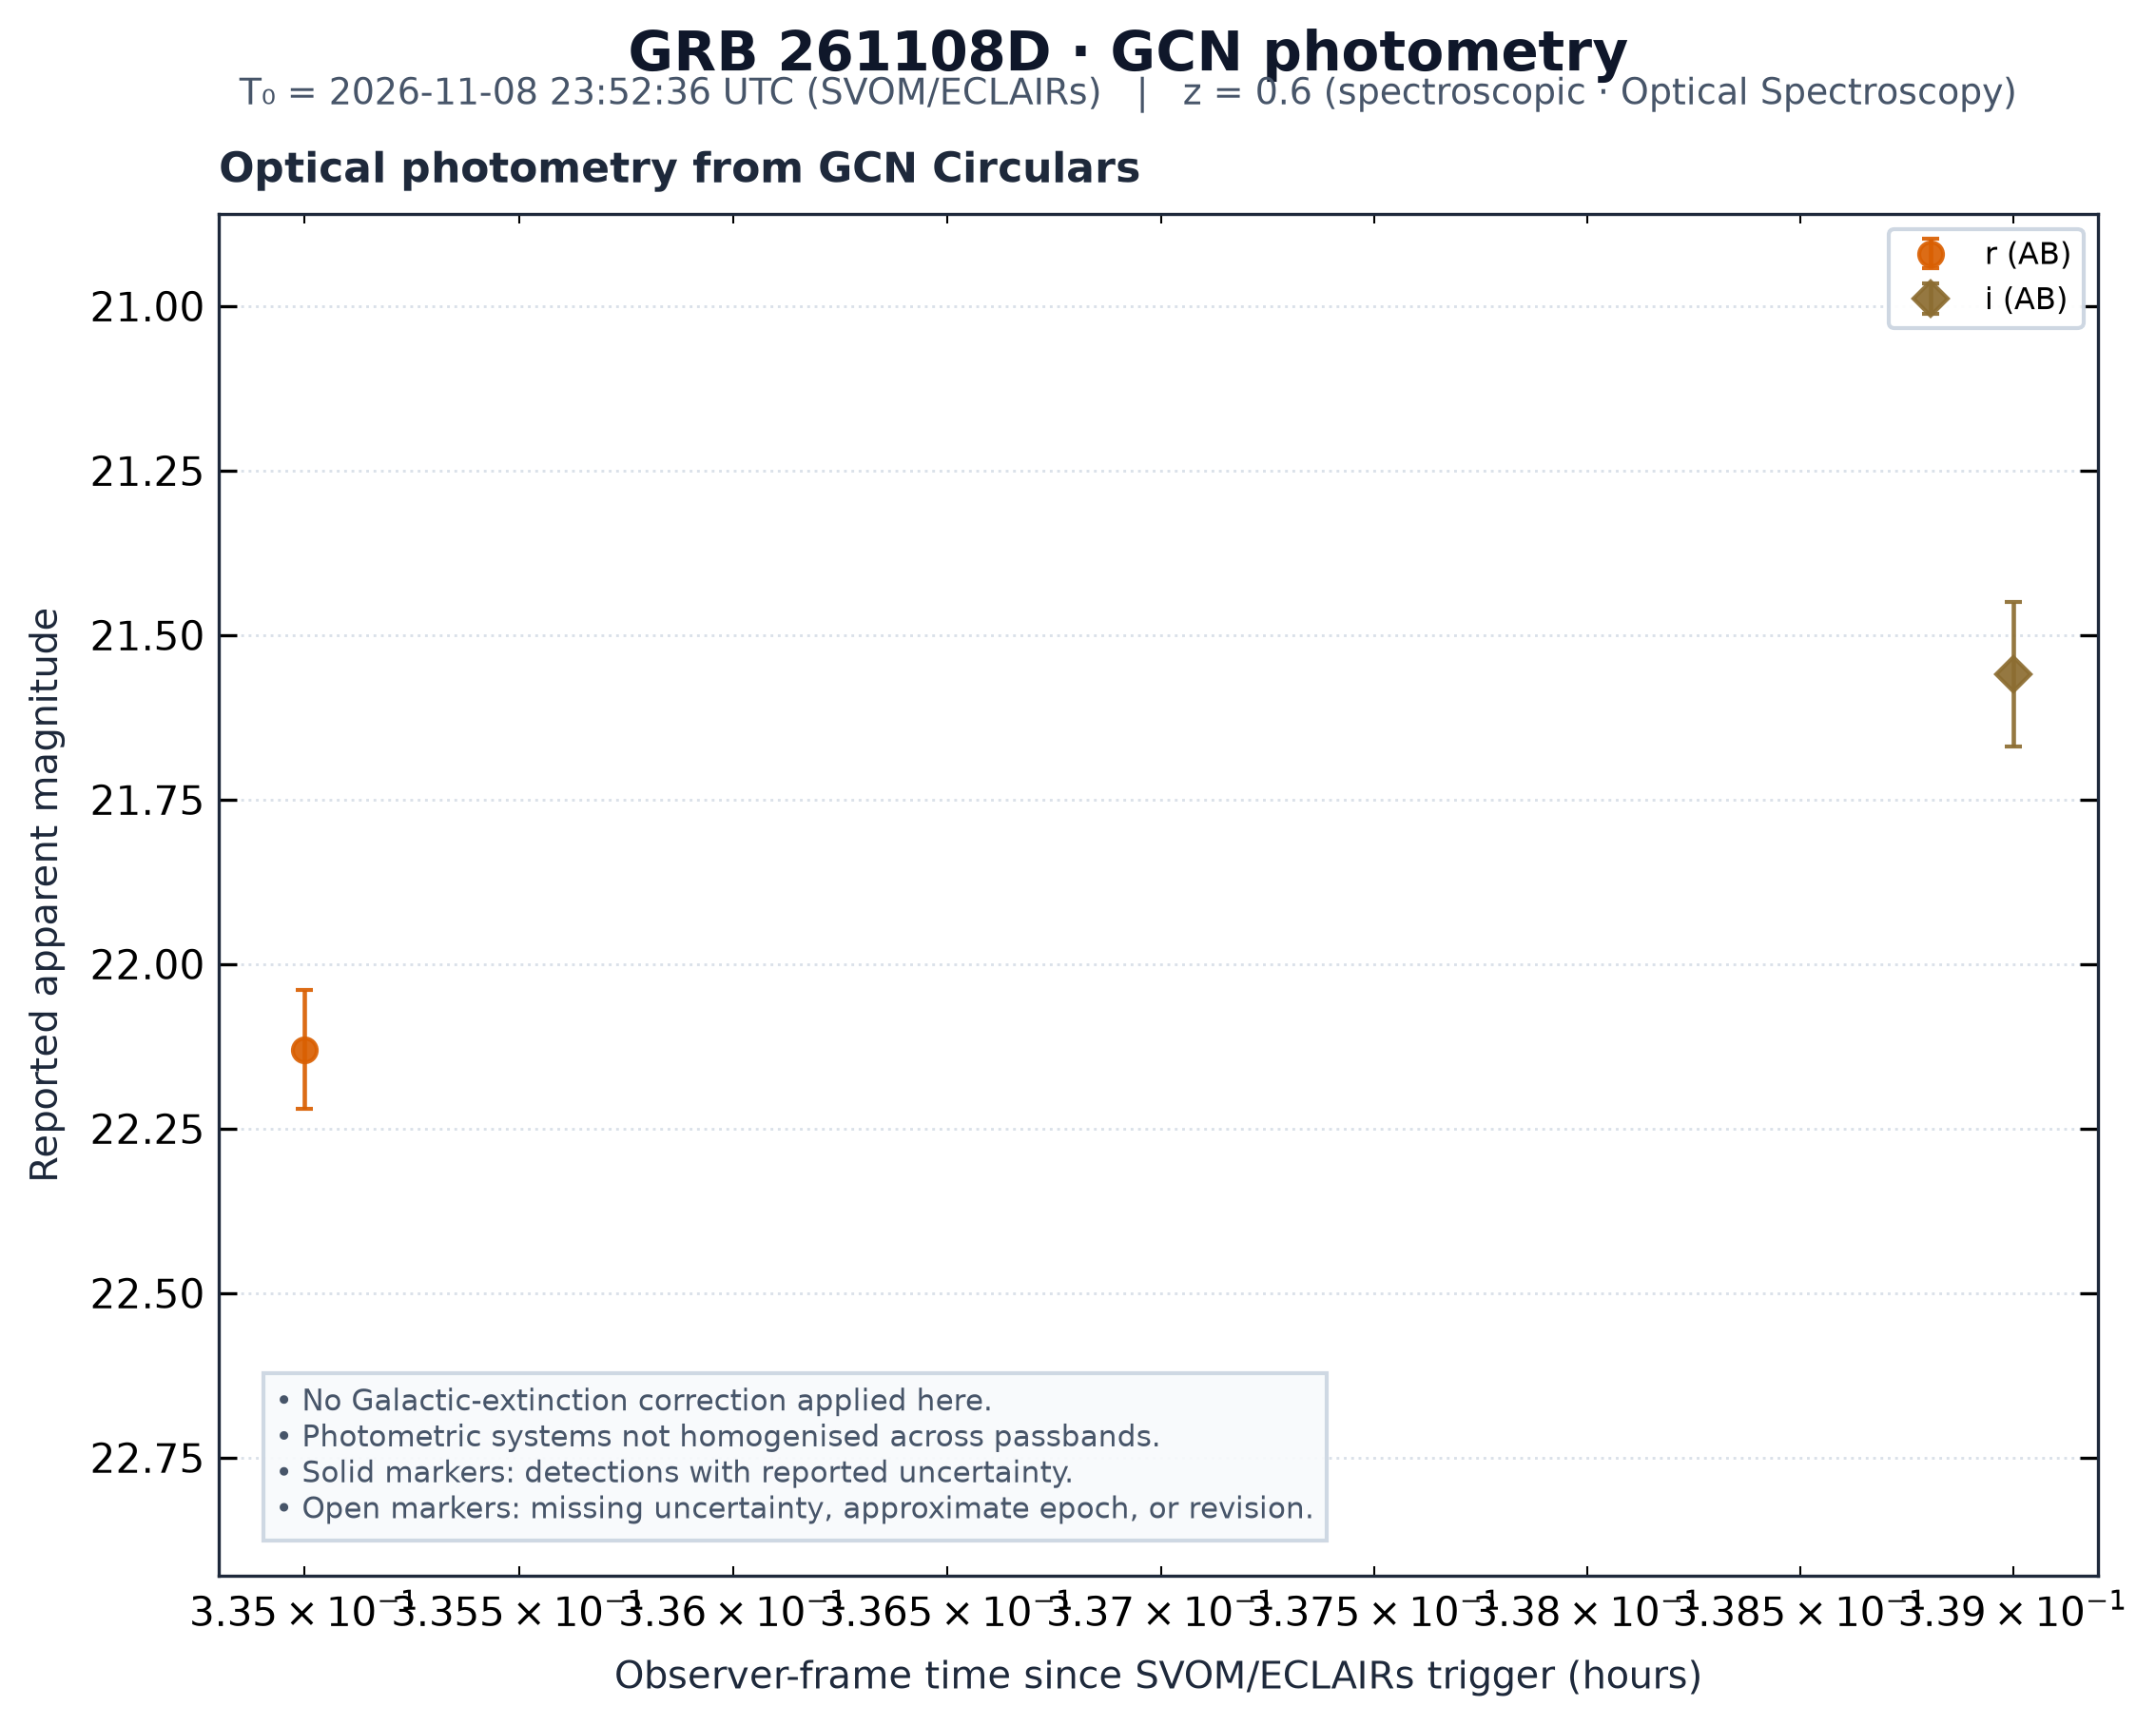 GRB 261108D · GCN photometry
T₀ = 2026-11-08 23:52:36 UTC (SVOM/ECLAIRs) | z = 0.6 (spectroscopic · Optical Spectroscopy)
Optical photometry from GCN Circulars
r (AB)
i (AB)
21.00
21.25
21.50
21.75
22.00
22.25
22.50
22.75
Reported apparent magnitude
• No Galactic-extinction correction applied here.
• Photometric systems not homogenised across passbands.
• Solid markers: detections with reported uncertainty.
• Open markers: missing uncertainty, approximate epoch, or revision.
3.35 × 10⁻¹ 3.355 × 10⁻¹ 3.36 × 10⁻¹ 3.365 × 10⁻¹ 3.37 × 10⁻¹ 3.375 × 10⁻¹ 3.38 × 10⁻¹ 3.385 × 10⁻¹ 3.39 × 10⁻¹
Observer-frame time since SVOM/ECLAIRs trigger (hours)